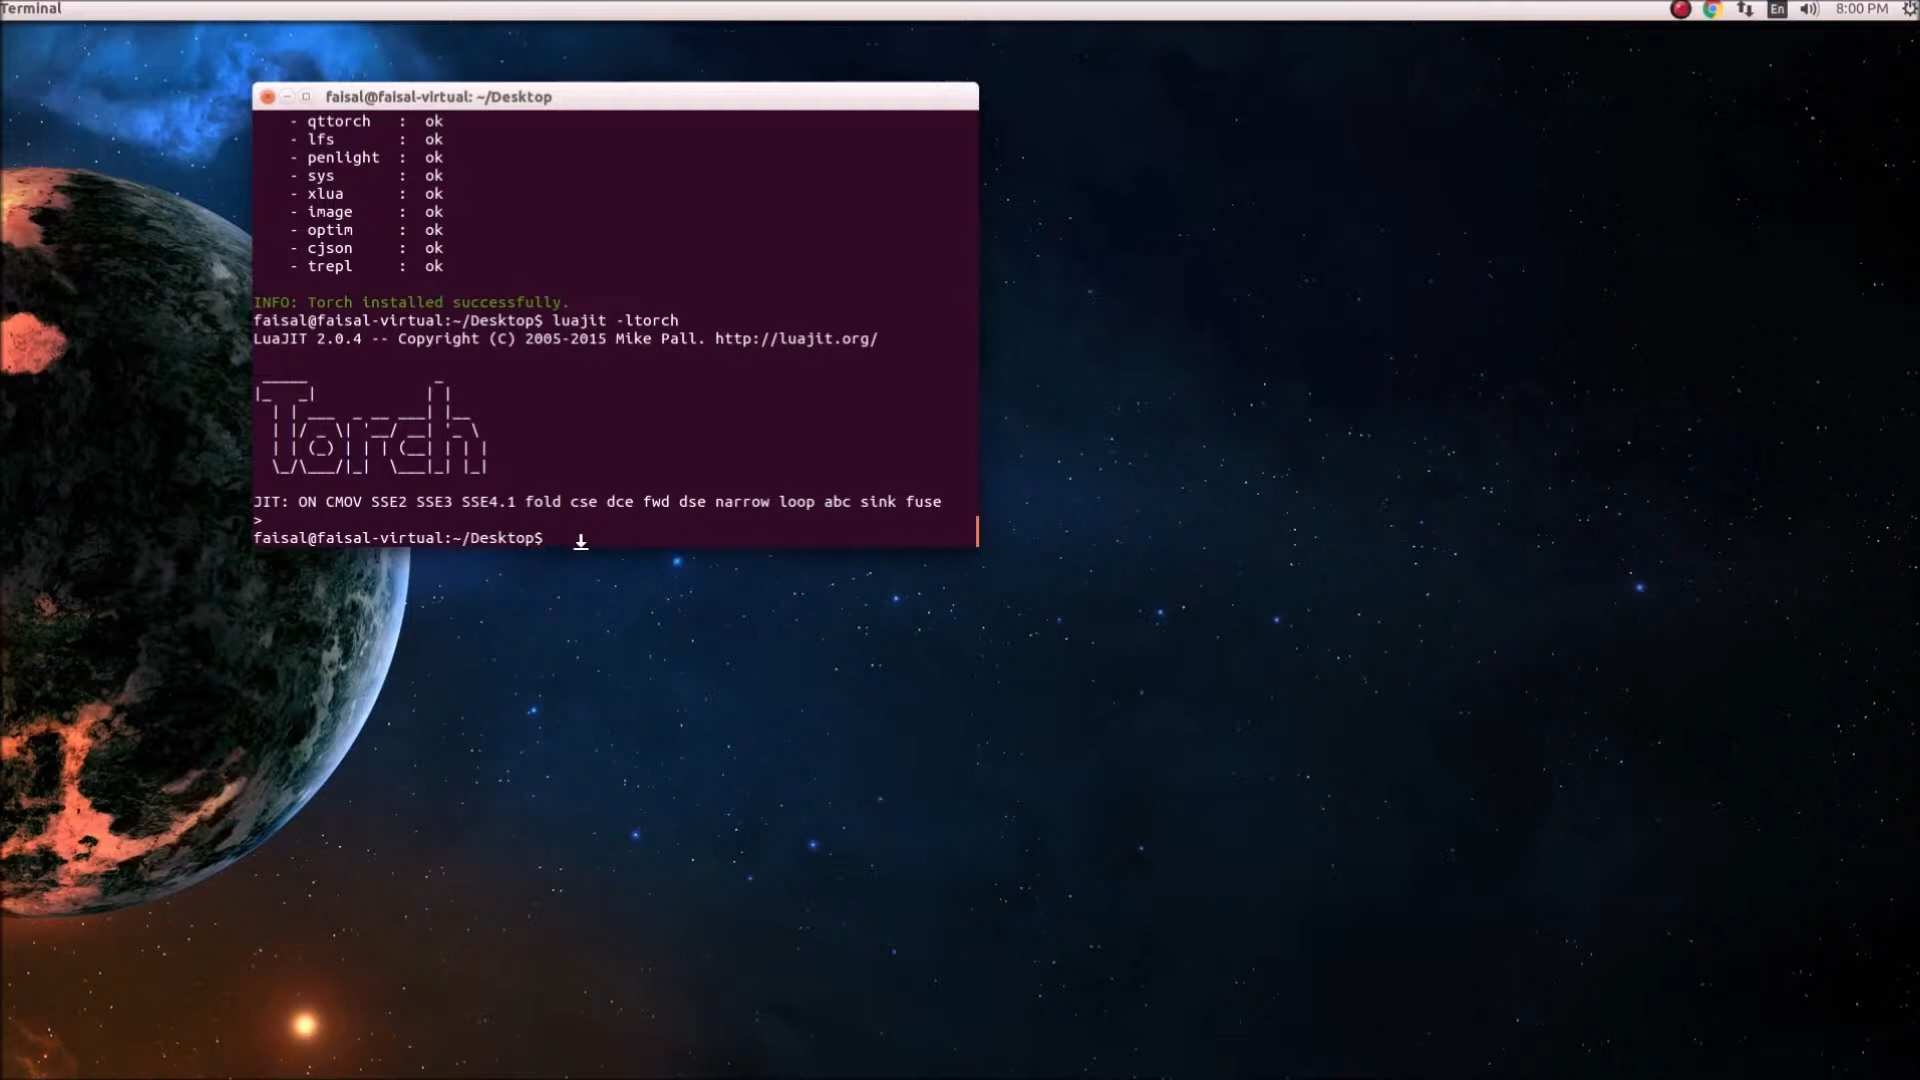 Terminal
En
8:00 PM
faisal@faisal-virtual: ~/Desktop
- qttorch : ok
- lfs : ok
- penlight : ok
- sys : ok
- xlua : ok
- image : ok
- optim : ok
- cjson : ok
- trepl : ok
INFO: Torch installed successfully.
faisal@faisal-virtual:~/Desktop$ luajit -ltorch
LuaJIT 2.0.4 -- Copyright (C) 2005-2015 Mike Pall. http://luajit.org/
Torch
JIT: ON CMOV SSE2 SSE3 SSE4.1 fold cse dce fwd dse narrow loop abc sink fuse
>
faisal@faisal-virtual:~/Desktop$